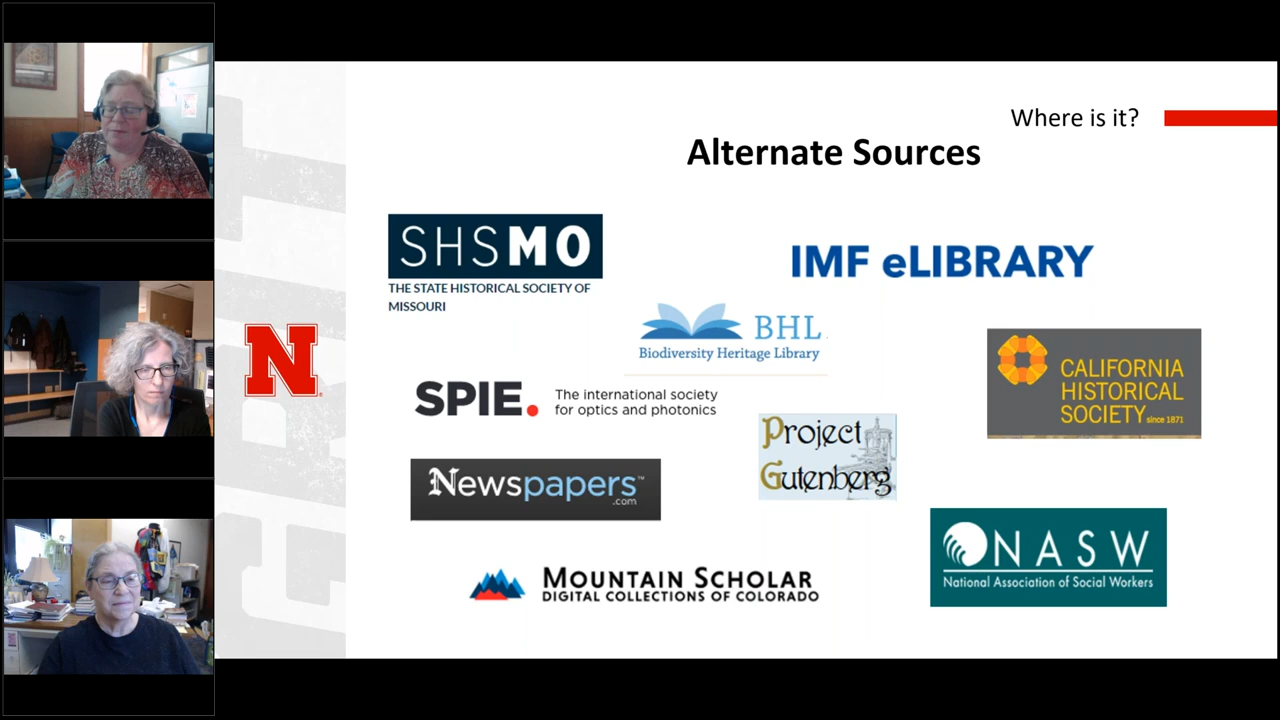 Where is it?
Alternate Sources
SHSMO
THE STATE HISTORICAL SOCIETY OF
MISSOURI
IMF eLIBRARY
BHL
Biodiversity Heritage Library
CALIFORNIA
HISTORICAL
SOCIETY since 1871
SPIE.
The international society
for optics and photonics
Project
Gutenberg
Newspapers™
.com
NASW
National Association of Social Workers
MOUNTAIN SCHOLAR
DIGITAL COLLECTIONS OF COLORADO
N
GRIT